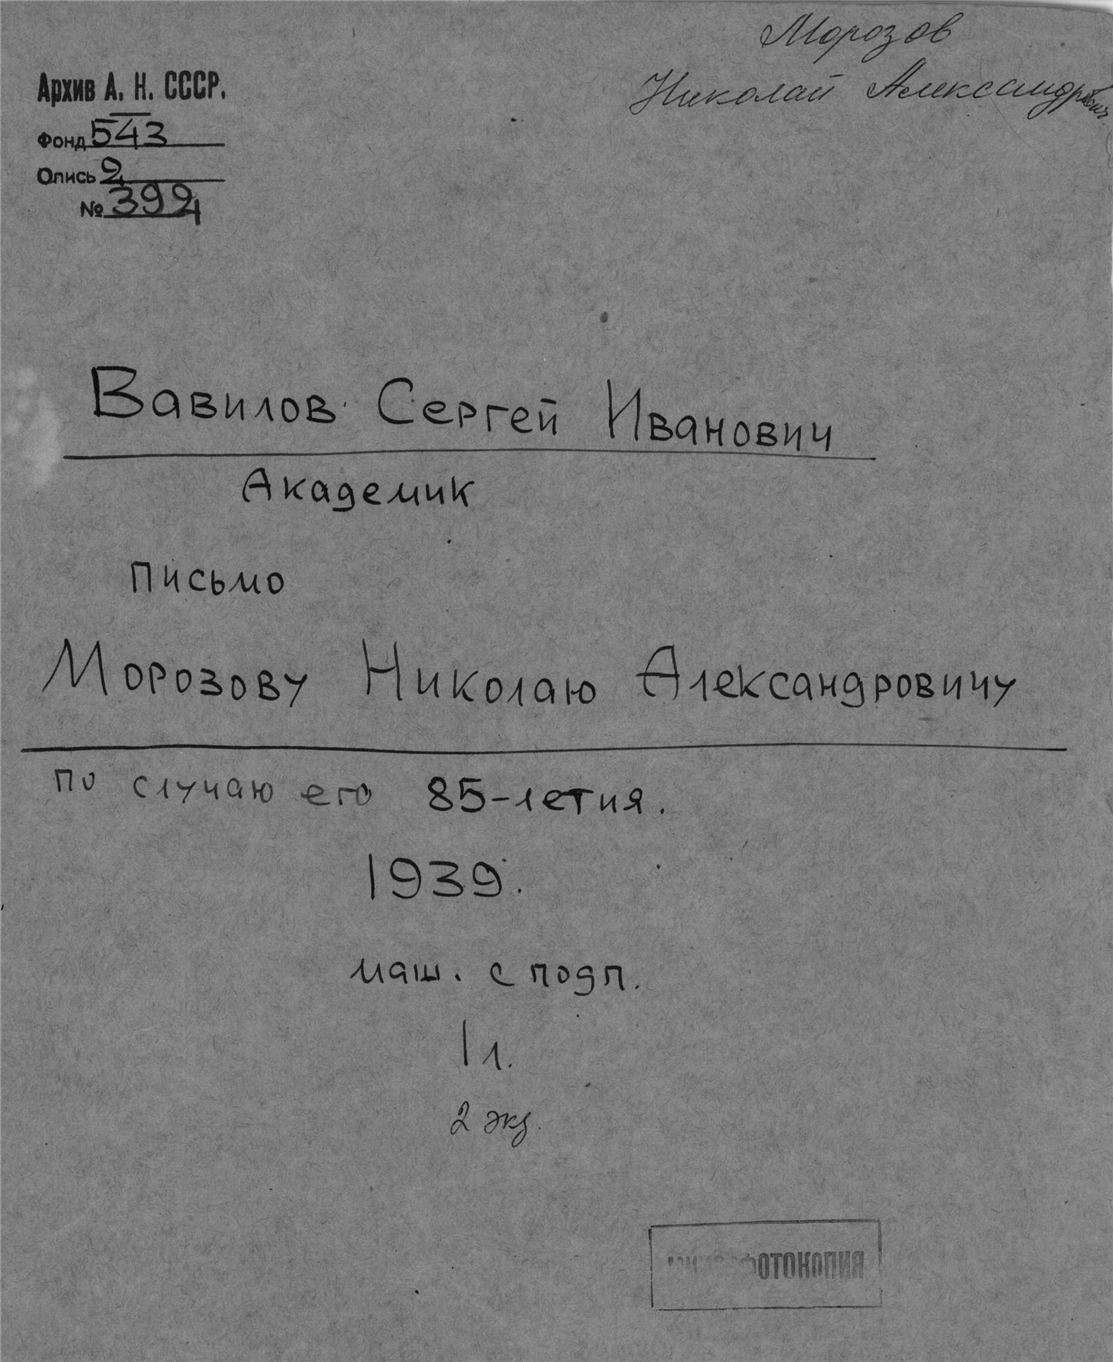 Морозов
Николай Александрович
Архив А. Н. СССР.
Фонд 543
Опись 2
№ 392
Вавилов Сергей Иванович
Академик
Письмо
Морозову Николаю Александровичу
по случаю его 85-летия.
1939.
маш. с подп.
1 л.
2 экз.
МИКРОФОТОКОПИЯ